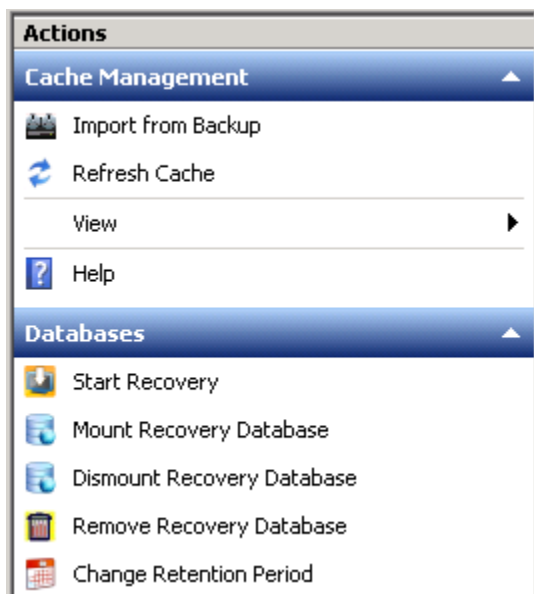 Actions
Cache Management
Import from Backup
Refresh Cache
View
Help
Databases
Start Recovery
Mount Recovery Database
Dismount Recovery Database
Remove Recovery Database
Change Retention Period